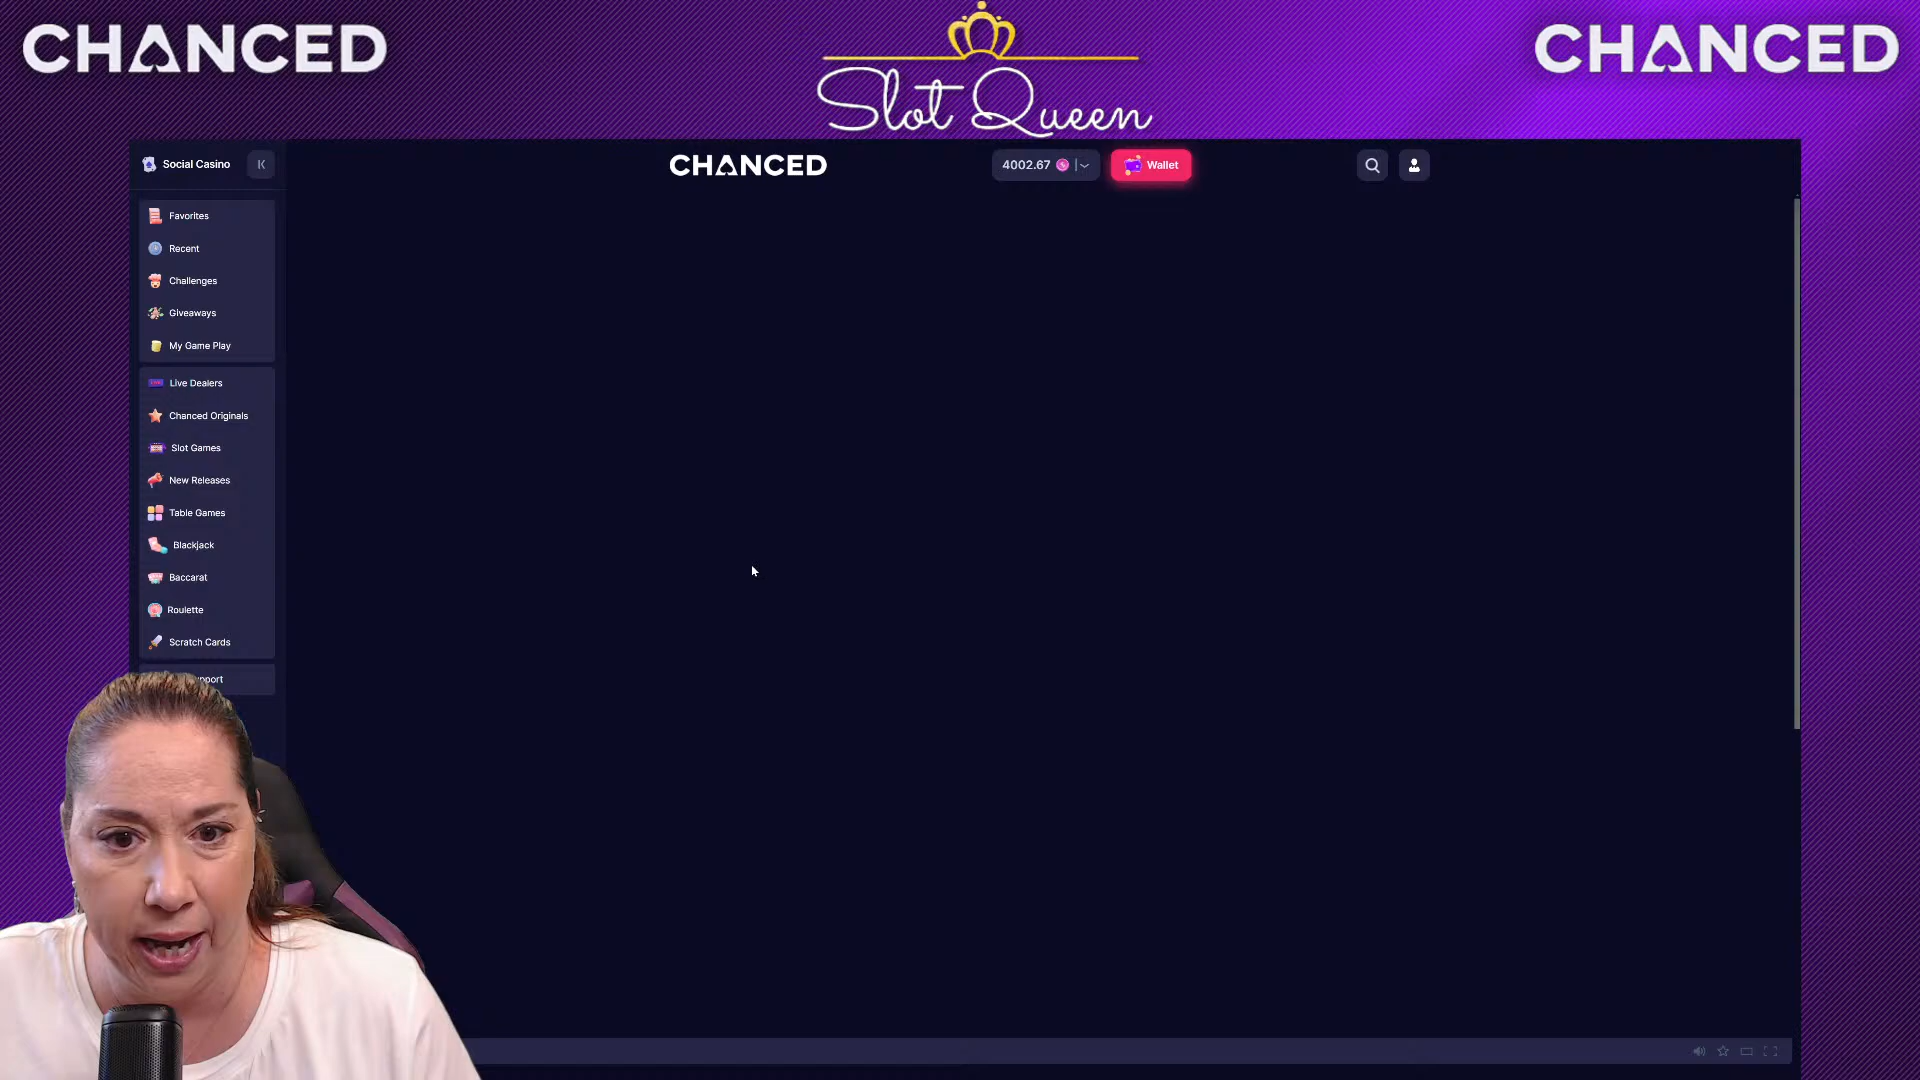 CHANCED
Slot Queen
CHANCED
Social Casino
CHANCED
4002.67
Wallet
Favorites
Recent
Challenges
Giveaways
My Game Play
Live Dealers
Chanced Originals
Slot Games
New Releases
Table Games
Blackjack
Baccarat
Roulette
Scratch Cards
pport